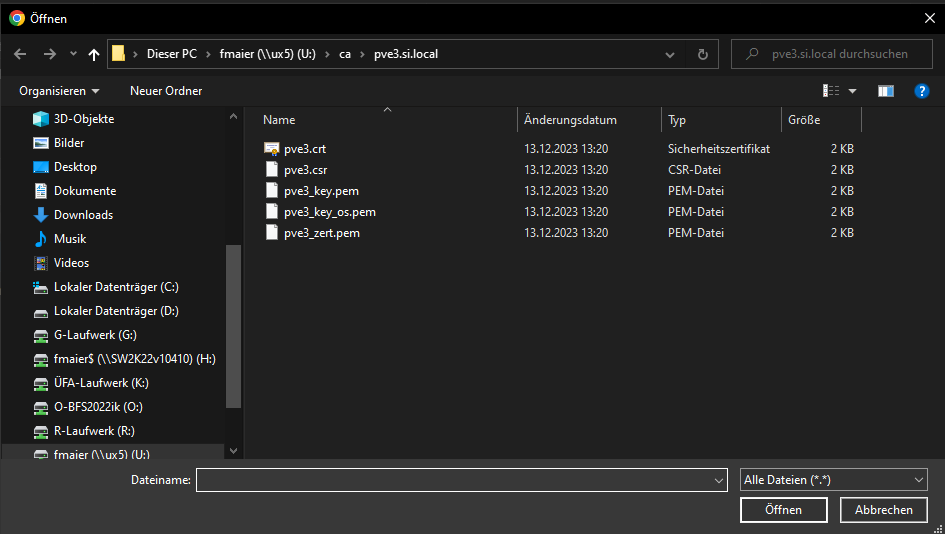 Öffnen
Dieser PC > fmaier (\\ux5) (U:) > ca > pve3.si.local
pve3.si.local durchsuchen
Organisieren Neuer Ordner
3D-Objekte
Bilder
Desktop
Dokumente
Downloads
Musik
Videos
Lokaler Datenträger (C:)
Lokaler Datenträger (D:)
G-Laufwerk (G:)
fmaier$ (\\SW2K22v10410) (H:)
ÜFA-Laufwerk (K:)
O-BFS2022ik (O:)
R-Laufwerk (R:)
fmaier (\\ux5) (U:)
Name Änderungsdatum Typ Größe
pve3.crt 13.12.2023 13:20 Sicherheitszertifikat 2 KB
pve3.csr 13.12.2023 13:20 CSR-Datei 2 KB
pve3_key.pem 13.12.2023 13:20 PEM-Datei 2 KB
pve3_key_os.pem 13.12.2023 13:20 PEM-Datei 2 KB
pve3_zert.pem 13.12.2023 13:20 PEM-Datei 2 KB
Dateiname: Alle Dateien (*.*)
Öffnen Abbrechen